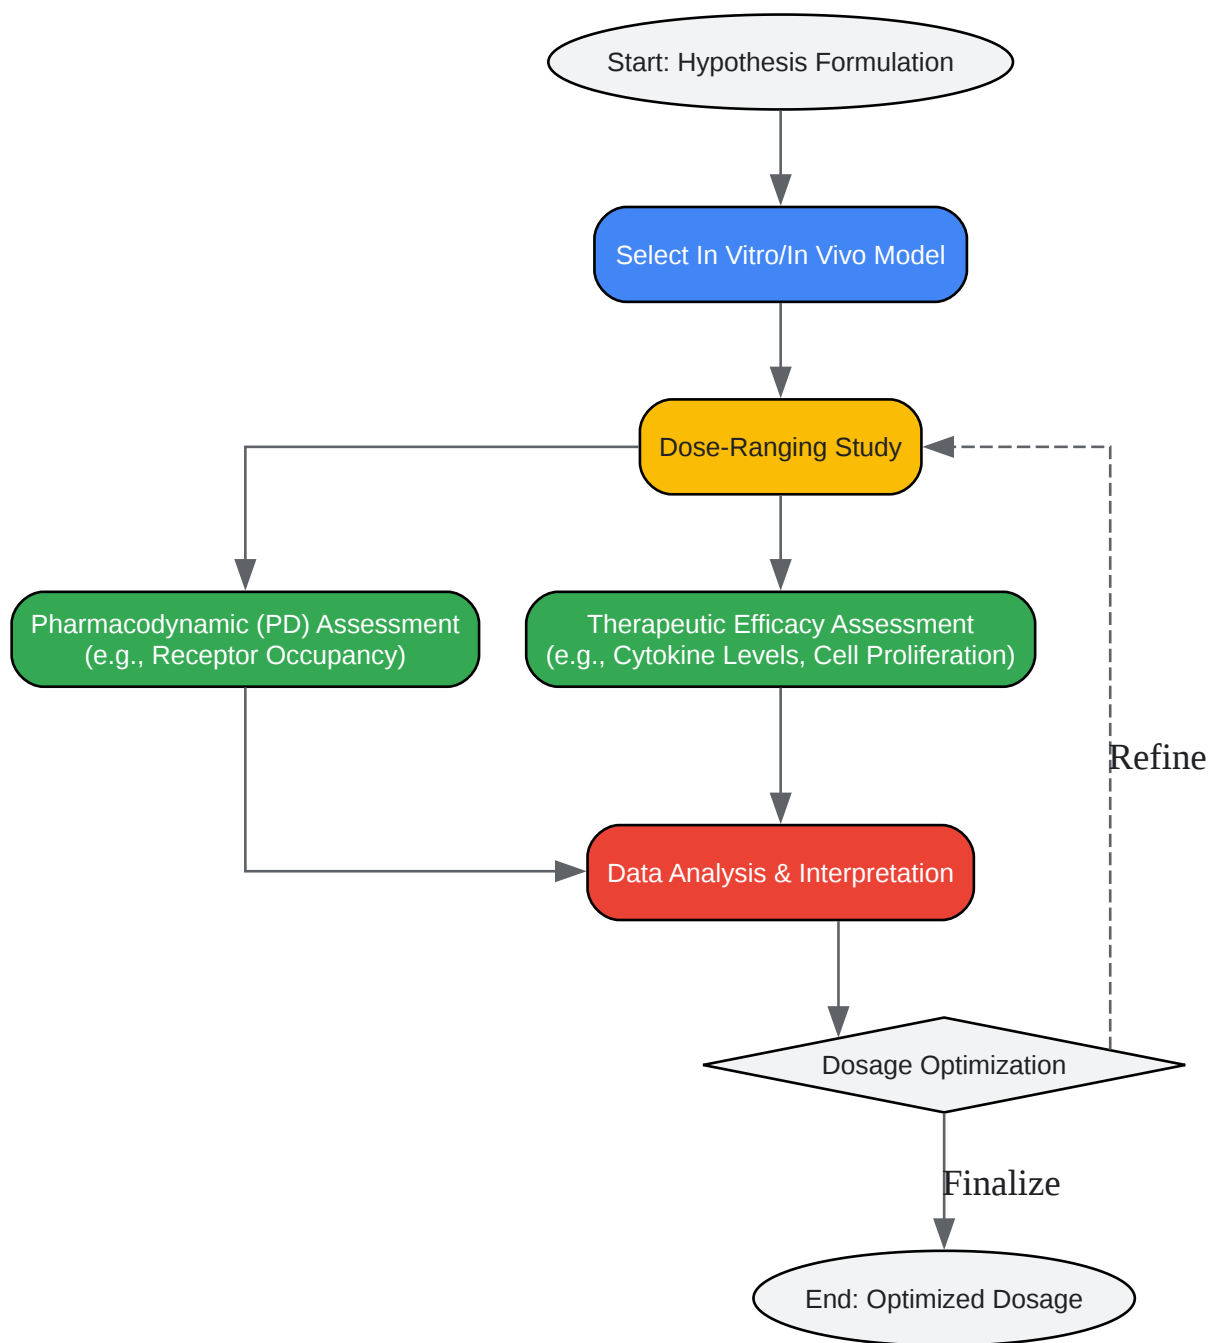 Start: Hypothesis Formulation
Select In Vitro/In Vivo Model
Dose-Ranging Study
Pharmacodynamic (PD) Assessment
(e.g., Receptor Occupancy)
Therapeutic Efficacy Assessment
(e.g., Cytokine Levels, Cell Proliferation)
Refine
Data Analysis & Interpretation
Dosage Optimization
Finalize
End: Optimized Dosage